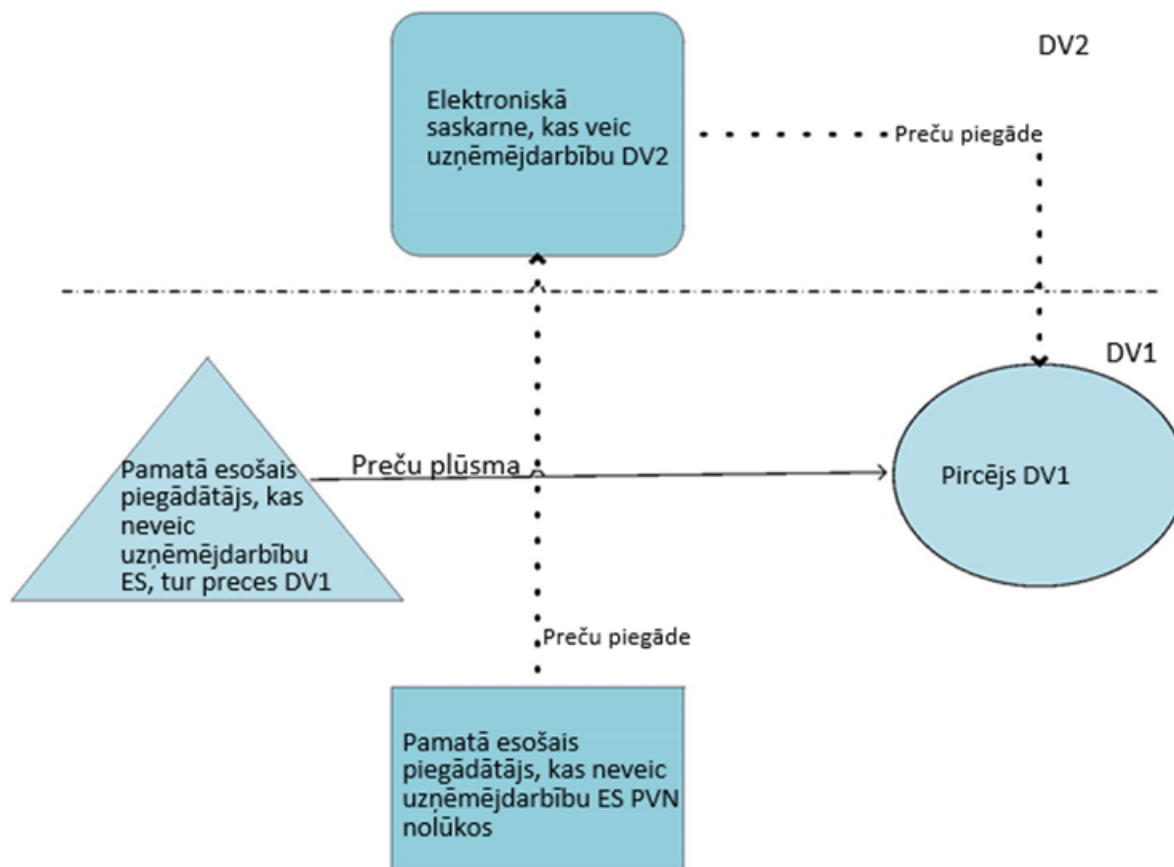 DV2
Elektroniskā
saskarne, kas veic
uzņēmējdarbību DV2
Preču piegāde
DV1
Pamatā esošais
piegādātājs, kas
neveic
uzņēmējdarbību
ES, tur preces DV1
Preču plūsma
Pircējs DV1
Preču piegāde
Pamatā esošais
piegādātājs, kas neveic
uzņēmējdarbību ES PVN
nolūkos